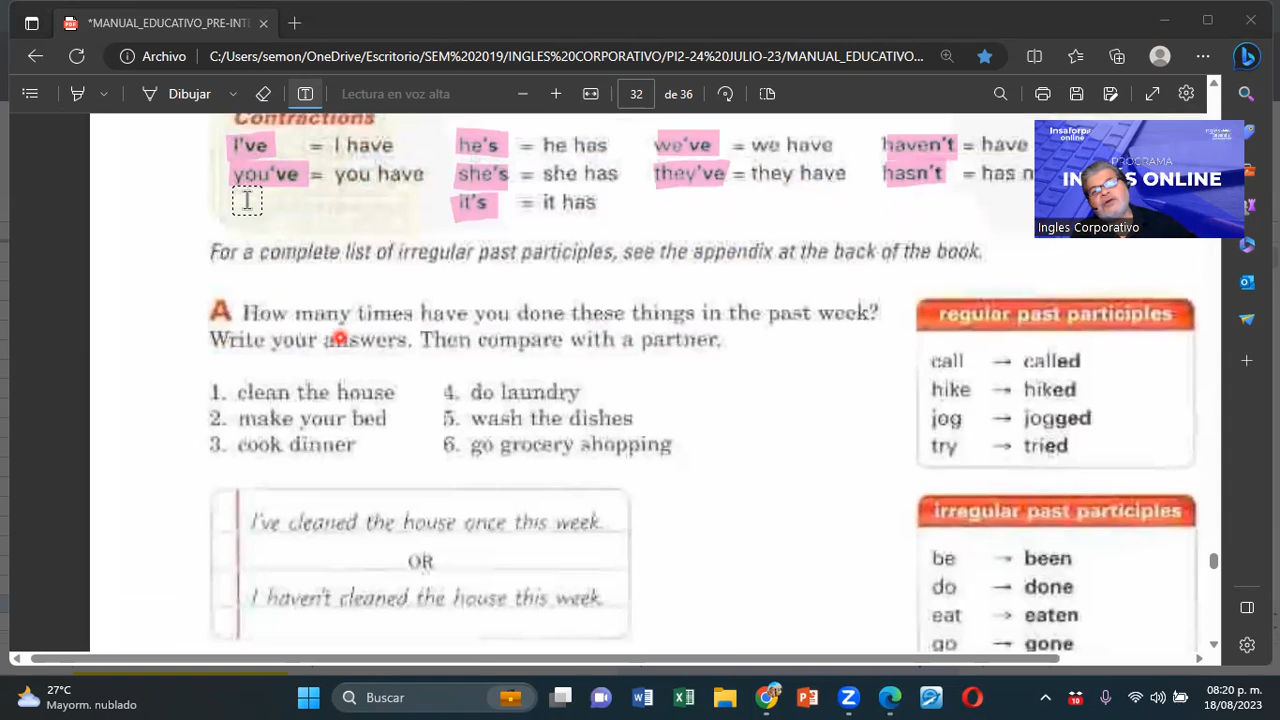 *MANUAL_EDUCATIVO_PRE-INTE
Archivo
C:/Users/semon/OneDrive/Escritorio/SEM%202019/INGLES%20CORPORATIVO/PI2-24%20JULIO-23/MANUAL_EDUCATIVO_P...
Dibujar
Lectura en voz alta
32
de 36
Contractions
I've = I have he's = he has we've = we have haven't = have
you've = you have she's = she has they've = they have hasn't = has n
it's = it has
Insaforp
online
PROGRAMA
INGLÉS ONLINE
Ingles Corporativo
For a complete list of irregular past participles, see the appendix at the back of the book.
A How many times have you done these things in the past week?
Write your answers. Then compare with a partner.
1. clean the house 4. do laundry
2. make your bed 5. wash the dishes
3. cook dinner 6. go grocery shopping
I've cleaned the house once this week.
OR
I haven't cleaned the house this week.
regular past participles
call → called
hike → hiked
jog → jogged
try → tried
irregular past participles
be → been
do → done
eat → eaten
go → gone
27°C
Mayorm. nublado
Buscar
10
08:20 p. m.
18/08/2023